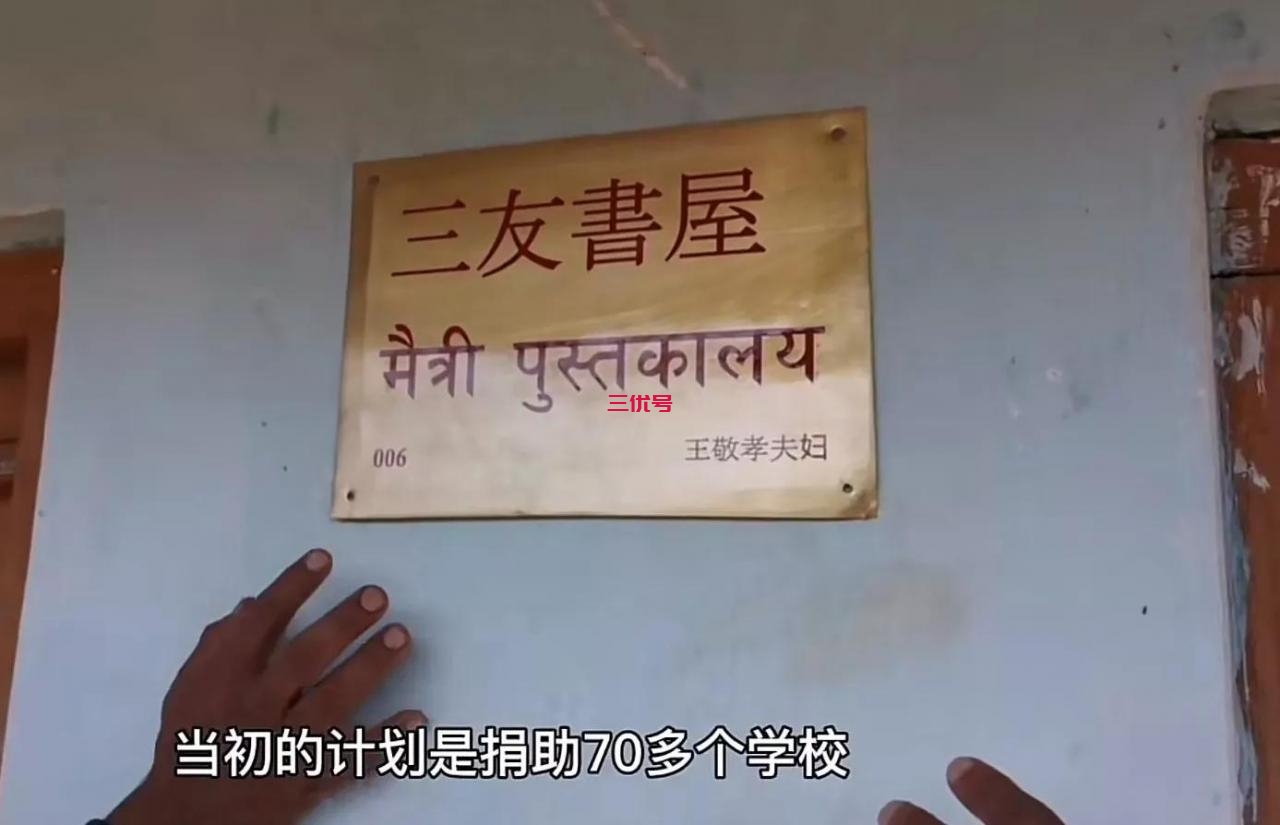 三友書屋
मैत्री पुस्तकालय
三优号
006 王敬孝夫妇
当初的计划是捐助70多个学校